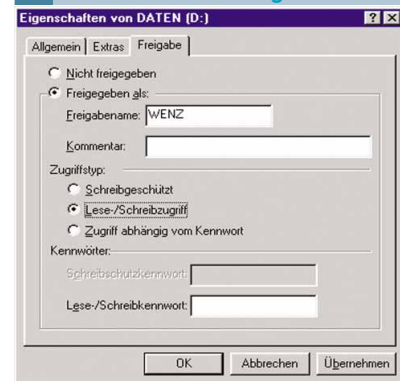 Eigenschaften von DATEN (D:)
Allgemein Extras Freigabe
Nicht freigegeben
Freigegeben als:
Freigabename: WENZ
Kommentar:
Zugriffstyp:
Schreibgeschützt
Lese-/Schreibzugriff
Zugriff abhängig vom Kennwort
Kennwörter:
Schreibschutzkennwort:
Lese-/Schreibkennwort:
OK Abbrechen Übernehmen